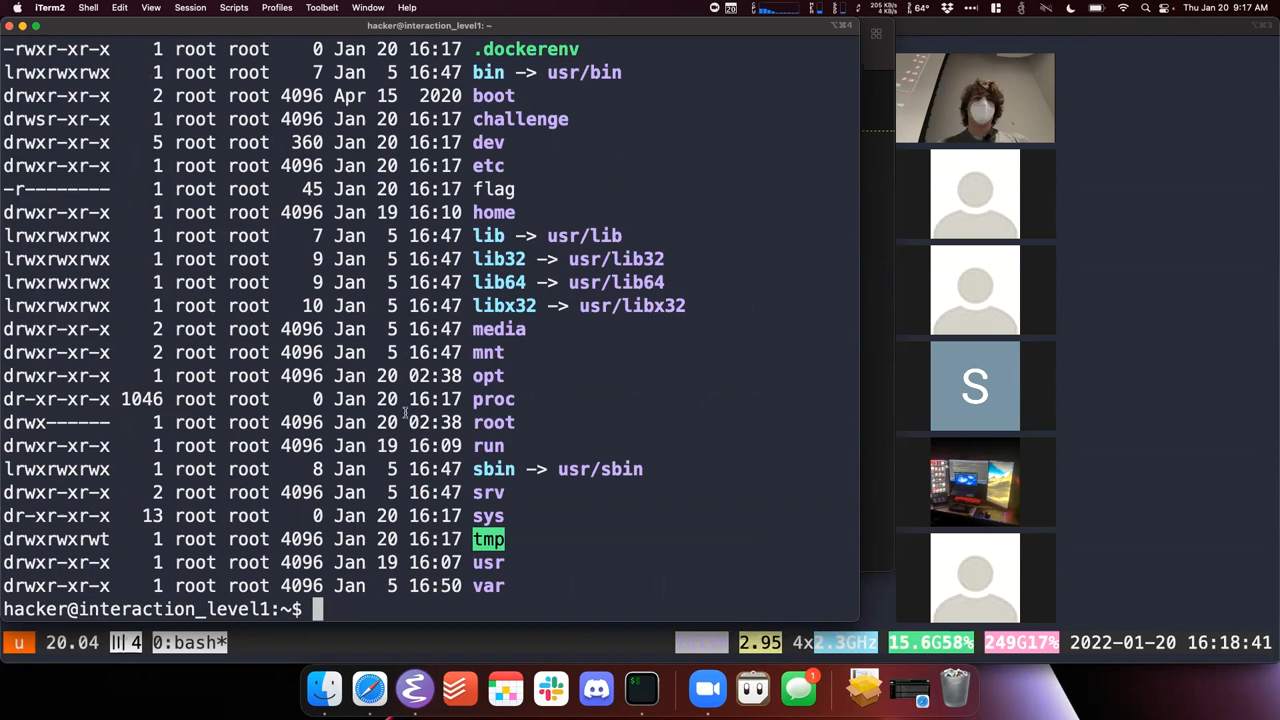 iTerm2 Shell Edit View Session Scripts Profiles Toolbelt Window Help
205 KB/s
4 KB/s
64°
Thu Jan 20 9:17 AM
hacker@interaction_level1: ~
⌥⌘4
⌥⌘3
-rwxr-xr-x 1 root root 0 Jan 20 16:17 .dockerenv
lrwxrwxrwx 1 root root 7 Jan 5 16:47 bin -> usr/bin
drwxr-xr-x 2 root root 4096 Apr 15 2020 boot
drwsr-xr-x 1 root root 4096 Jan 20 16:17 challenge
drwxr-xr-x 5 root root 360 Jan 20 16:17 dev
drwxr-xr-x 1 root root 4096 Jan 20 16:17 etc
-r-------- 1 root root 45 Jan 20 16:17 flag
drwxr-xr-x 1 root root 4096 Jan 19 16:10 home
lrwxrwxrwx 1 root root 7 Jan 5 16:47 lib -> usr/lib
lrwxrwxrwx 1 root root 9 Jan 5 16:47 lib32 -> usr/lib32
lrwxrwxrwx 1 root root 9 Jan 5 16:47 lib64 -> usr/lib64
lrwxrwxrwx 1 root root 10 Jan 5 16:47 libx32 -> usr/libx32
drwxr-xr-x 2 root root 4096 Jan 5 16:47 media
drwxr-xr-x 2 root root 4096 Jan 5 16:47 mnt
drwxr-xr-x 1 root root 4096 Jan 20 02:38 opt
dr-xr-xr-x 1046 root root 0 Jan 20 16:17 proc
drwx------ 1 root root 4096 Jan 20 02:38 root
drwxr-xr-x 1 root root 4096 Jan 19 16:09 run
lrwxrwxrwx 1 root root 8 Jan 5 16:47 sbin -> usr/sbin
drwxr-xr-x 2 root root 4096 Jan 5 16:47 srv
dr-xr-xr-x 13 root root 0 Jan 20 16:17 sys
drwxrwxrwt 1 root root 4096 Jan 20 16:17 tmp
drwxr-xr-x 1 root root 4096 Jan 19 16:07 usr
drwxr-xr-x 1 root root 4096 Jan 5 16:50 var
hacker@interaction_level1:~$
S
u 20.04 4 0:bash* 2.95 4x2.3GHz 15.6G58% 249G17% 2022-01-20 16:18:41
1